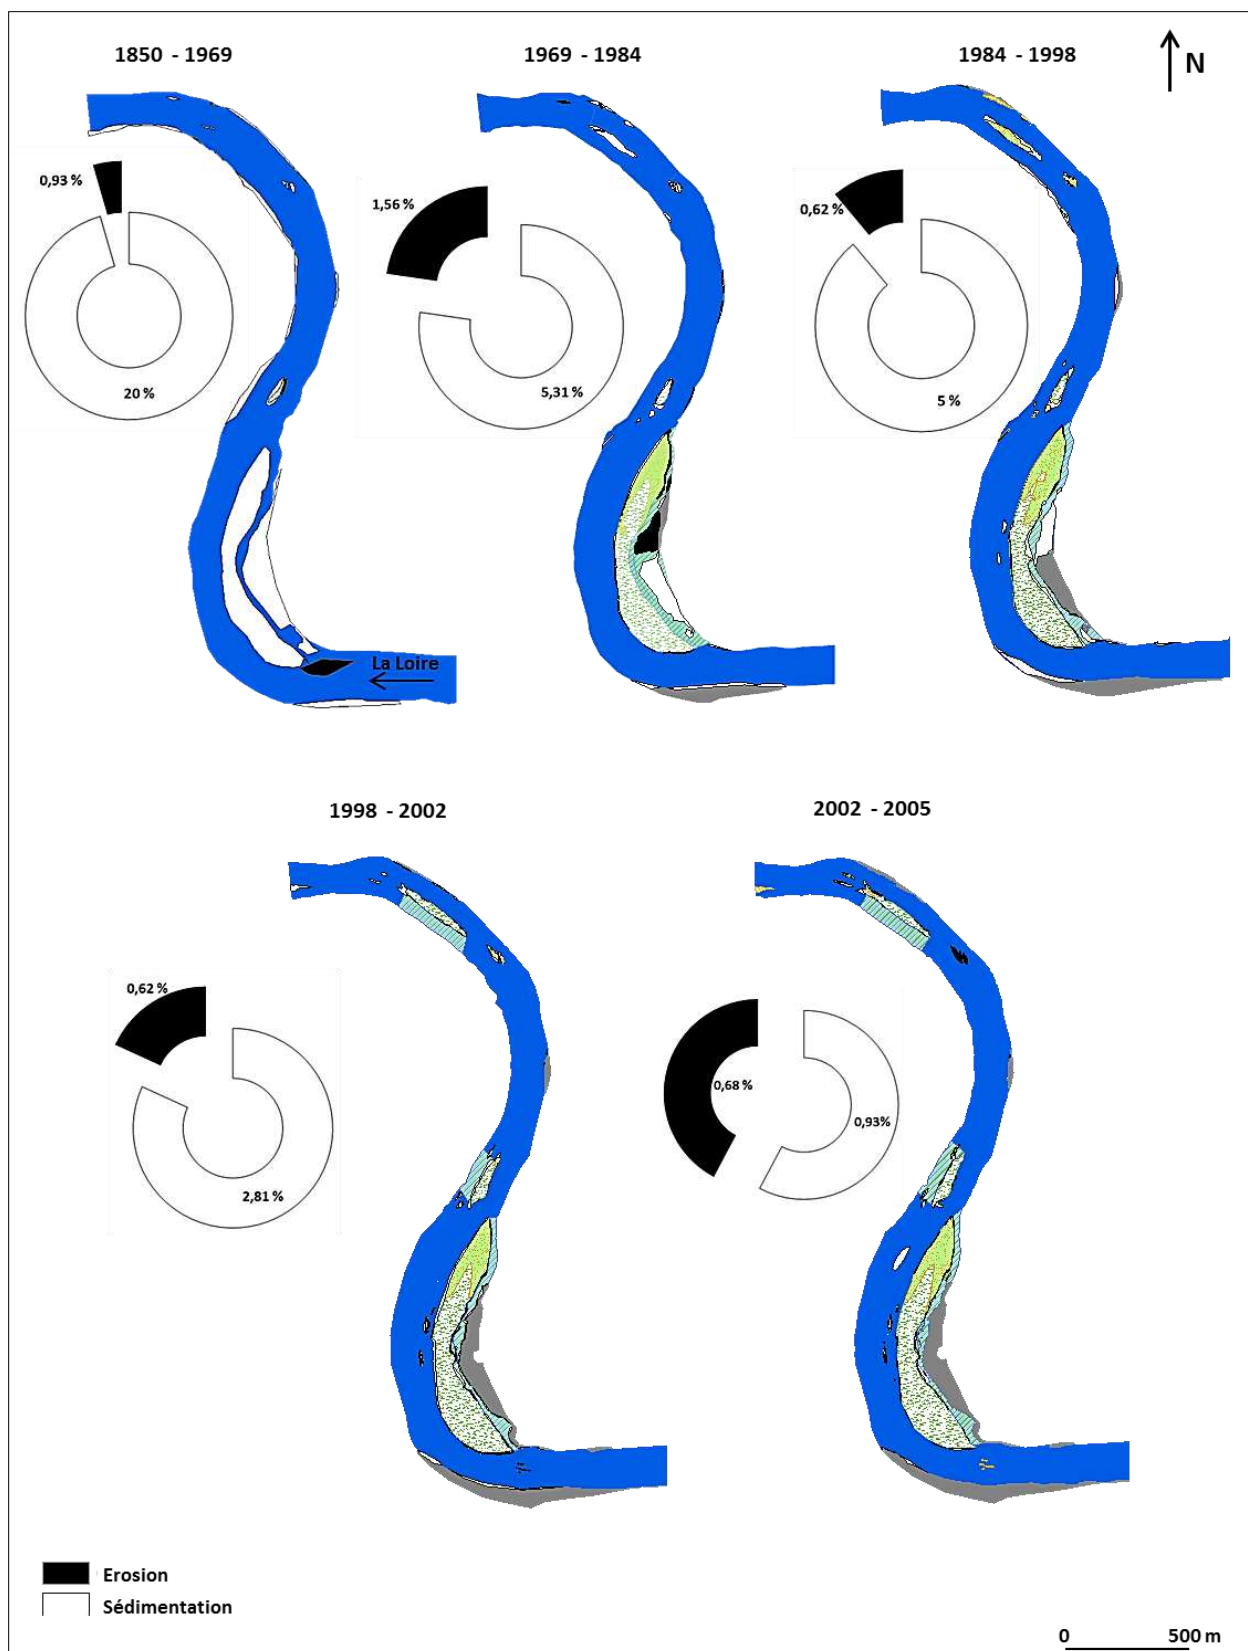 1850 - 1969
1969 - 1984
1984 - 1998
N
0,93 %
20 %
1,56 %
5,31 %
0,62 %
5 %
La Loire
1998 - 2002
2002 - 2005
0,62 %
2,81 %
0,68 %
0,93%
Erosion
Sédimentation
0 500 m